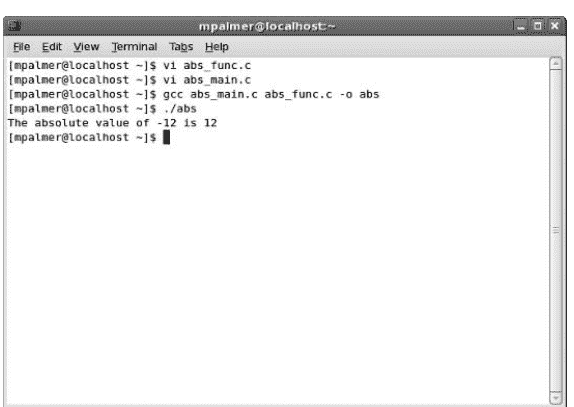 mpalmer@localhost:~
File Edit View Terminal Tabs Help
[mpalmer@localhost ~]$ vi abs_func.c
[mpalmer@localhost ~]$ vi abs_main.c
[mpalmer@localhost ~]$ gcc abs_main.c abs_func.c -o abs
[mpalmer@localhost ~]$ ./abs
The absolute value of -12 is 12
[mpalmer@localhost ~]$